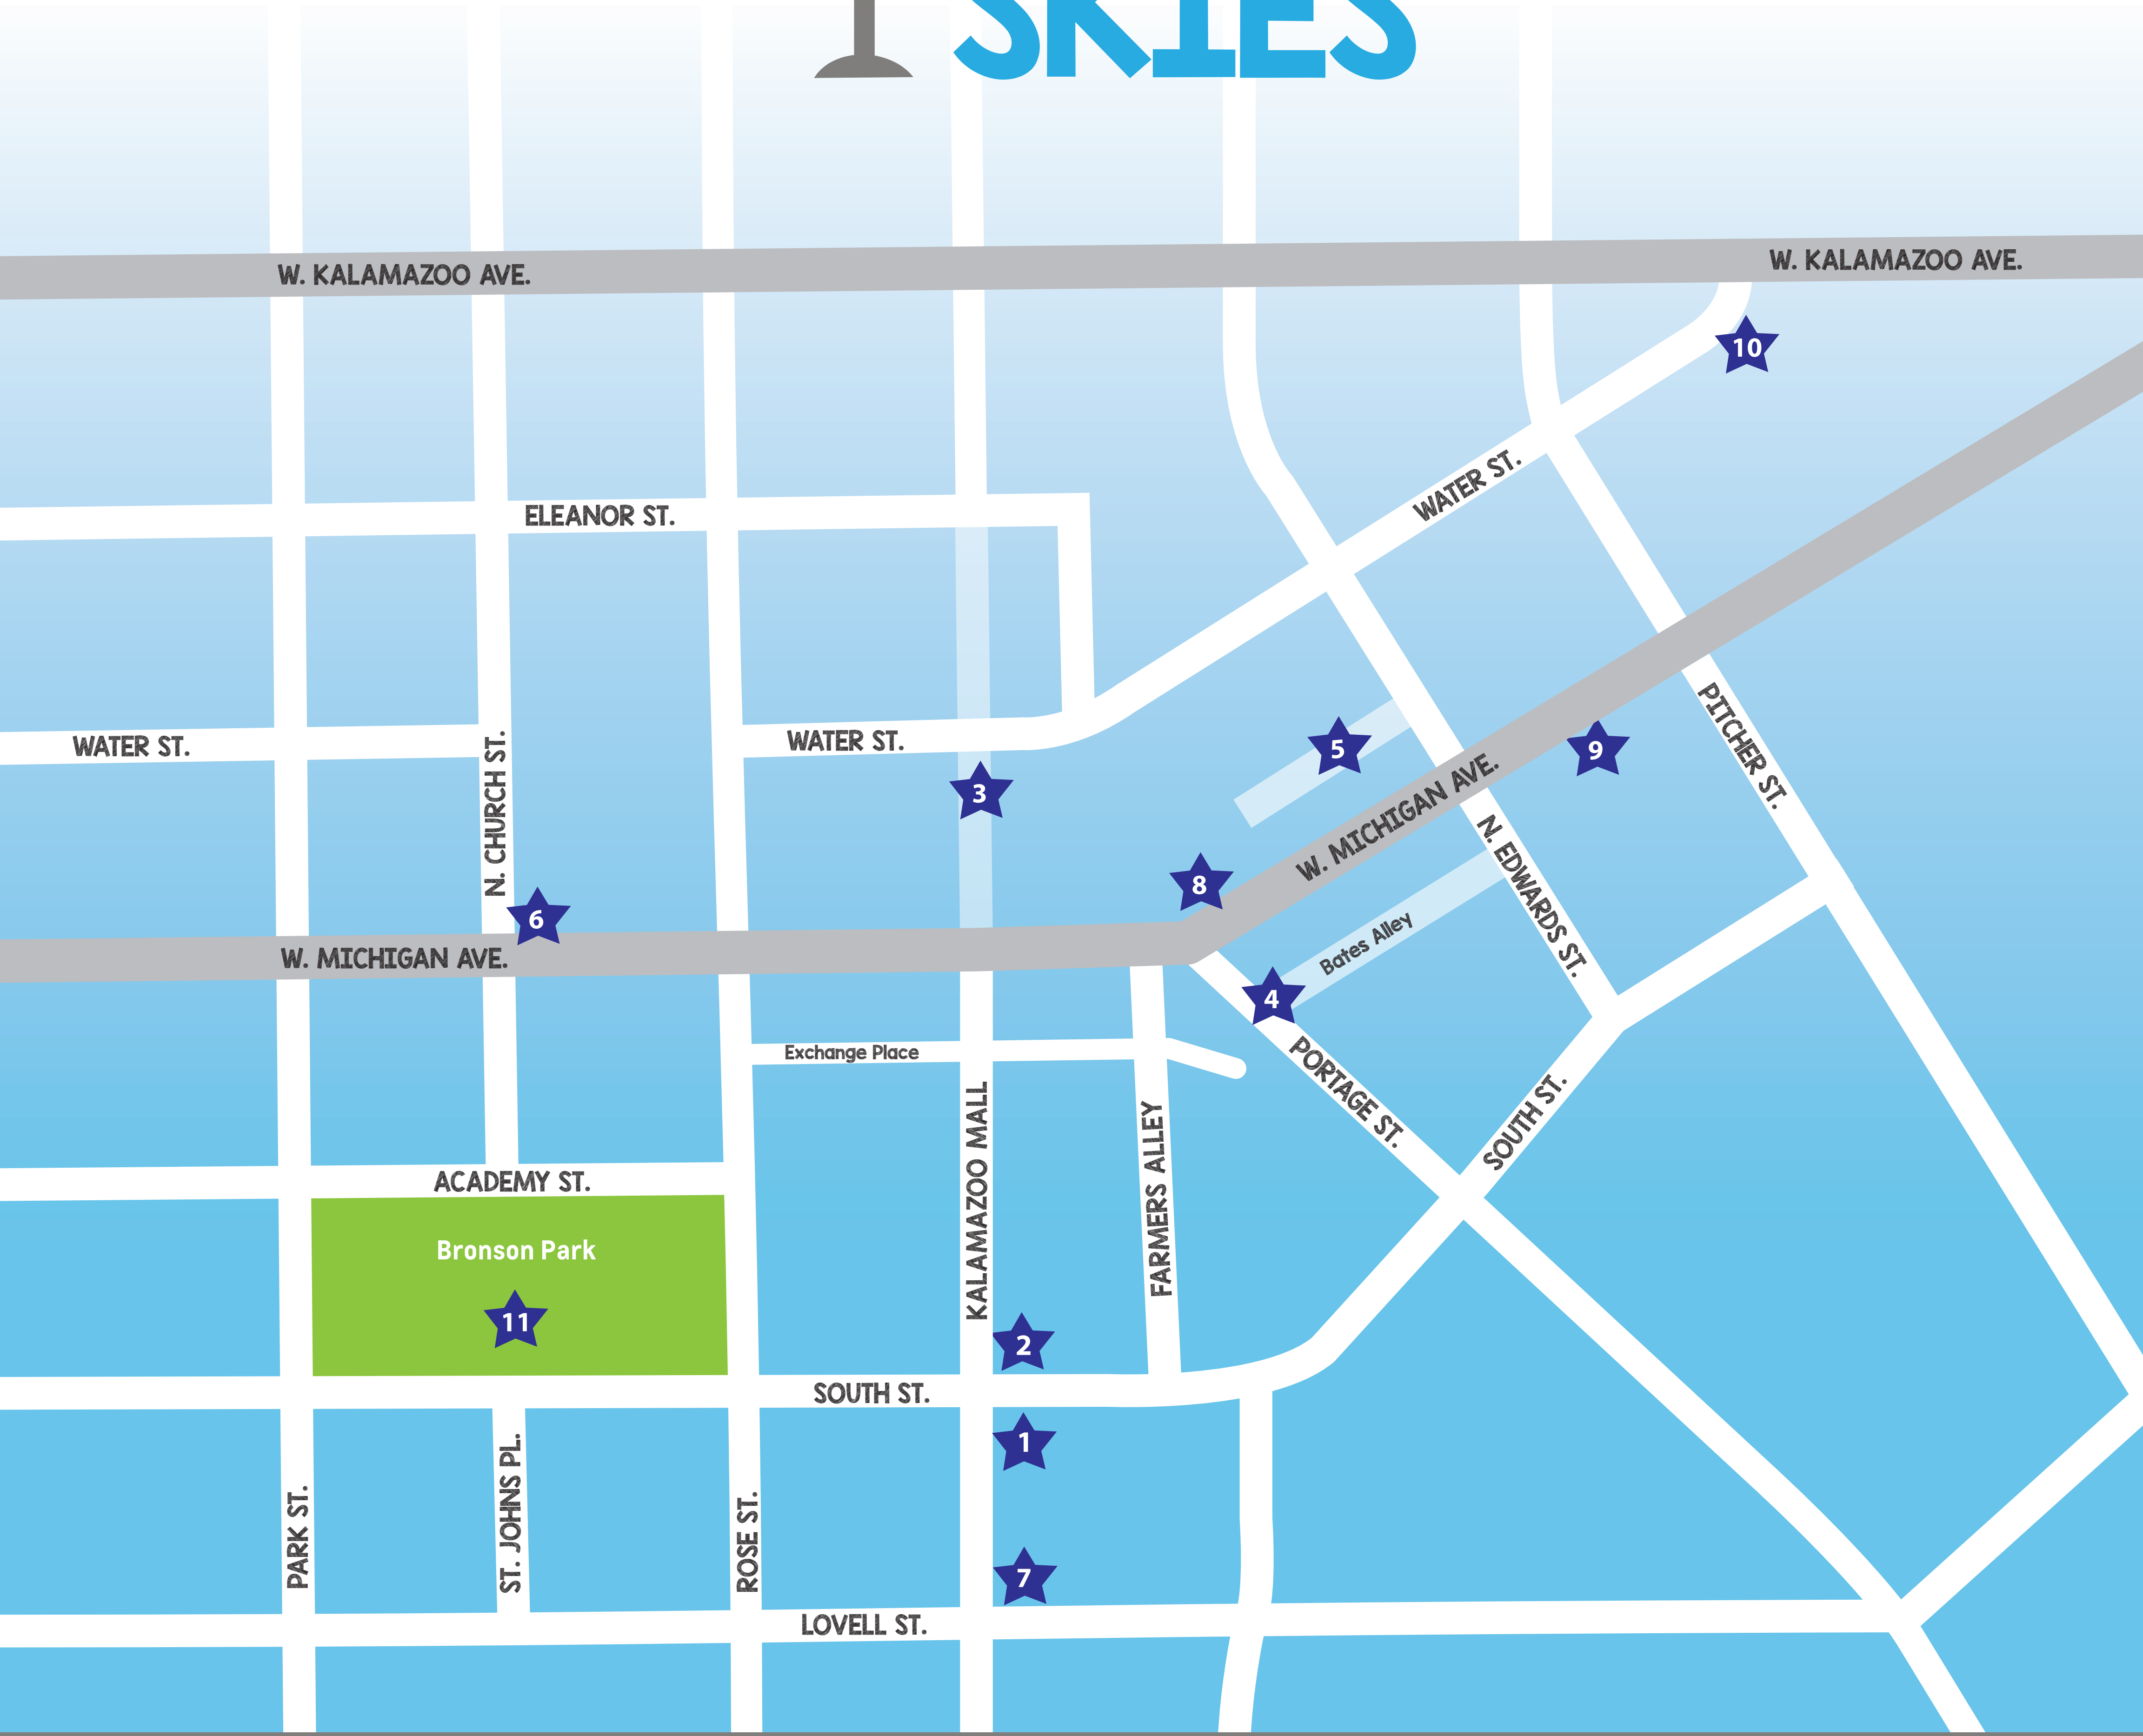 SKIES
W. KALAMAZOO AVE.
W. KALAMAZOO AVE.
10
WATER ST.
ELEANOR ST.
PITCHER ST.
WATER ST.
WATER ST.
5
9
3
N. CHURCH ST.
W. MICHIGAN AVE.
8
N. EDWARDS ST.
6
Bates Alley
W. MICHIGAN AVE.
4
Exchange Place
PORTAGE ST.
SOUTH ST.
KALAMAZOO MALL
FARMERS ALLEY
ACADEMY ST.
Bronson Park
11
2
SOUTH ST.
1
PARK ST.
ST. JOHNS PL.
ROSE ST.
7
LOVELL ST.